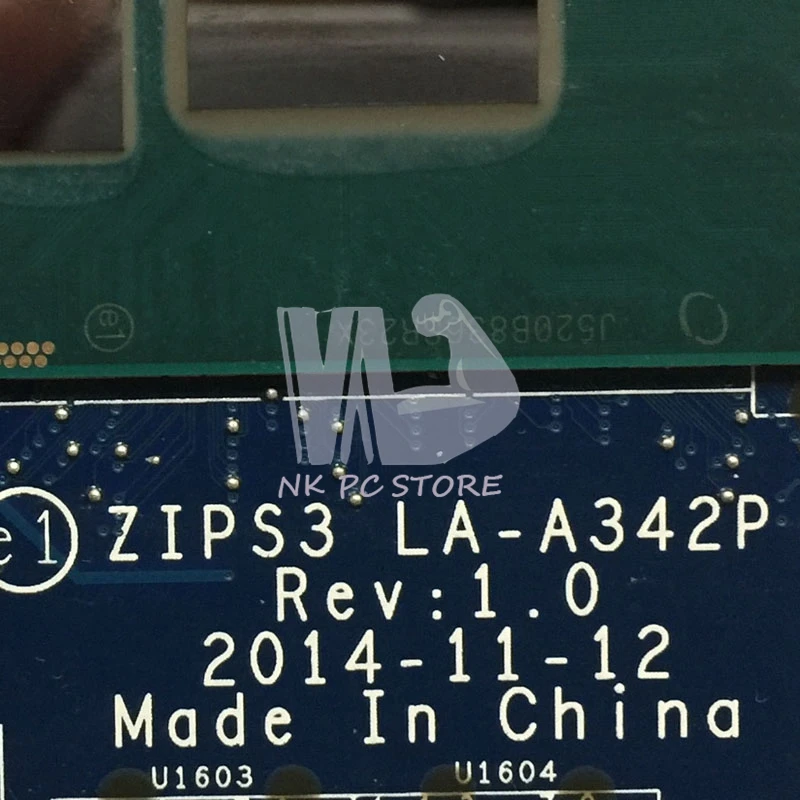 e1
NK PC STORE
e1 ZIPS3 LA-A342P
Rev:1.0
2014-11-12
Made In China
U1603 U1604